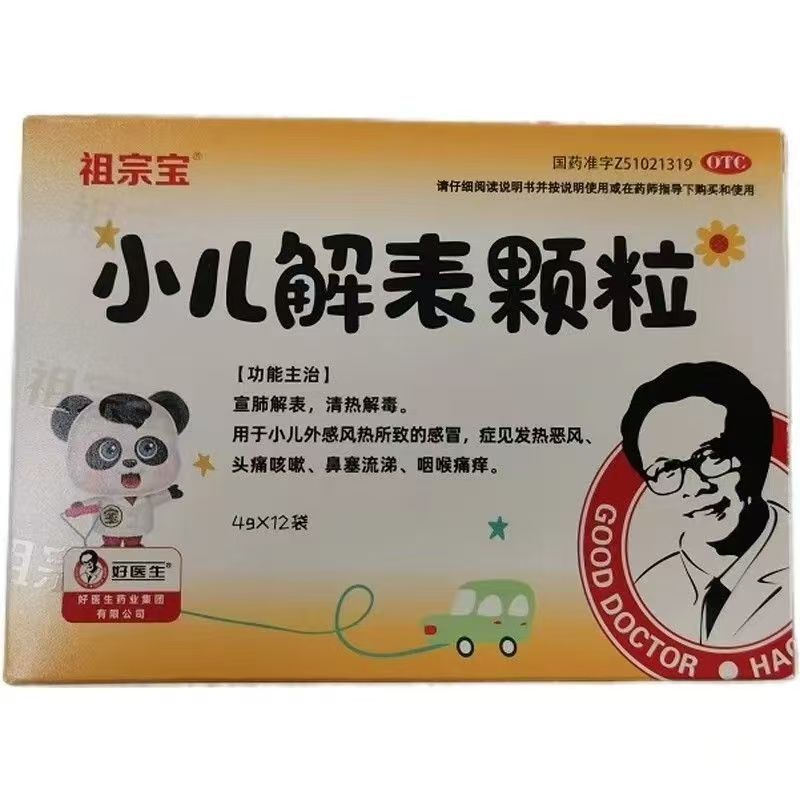 祖宗宝®
国药准字Z51021319 OTC
请仔细阅读说明书并按说明使用或在药师指导下购买和使用
小儿解表颗粒
【功能主治】
宣肺解表，清热解毒。
用于小儿外感风热所致的感冒，症见发热恶风、
头痛咳嗽、鼻塞流涕、咽喉痛痒。
4g×12袋
宝
好医生®
好医生药业集团
有限公司
GOOD DOCTOR HAO